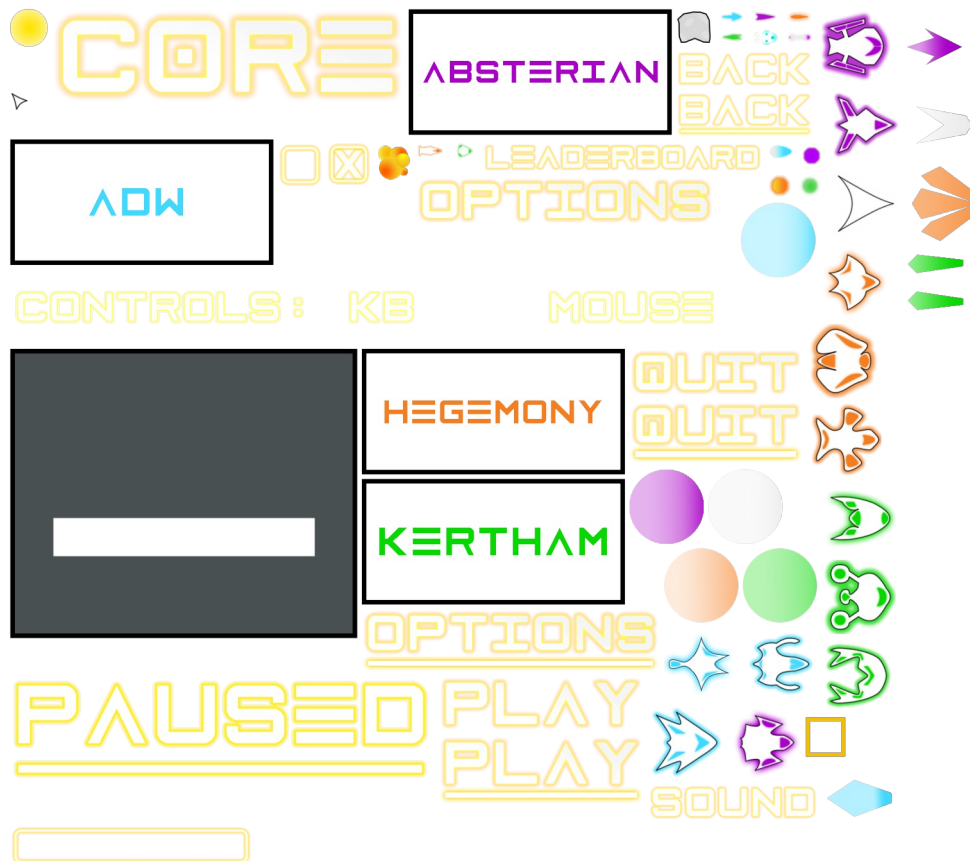 CORE
ABSTERIAN
BACK
BACK
LEADERBOARD
ADW
OPTIONS
CONTROLS: KB MOUSE
QUIT
HEGEMONY
QUIT
KERTHAM
OPTIONS
PAUSED
PLAY
PLAY
SOUND